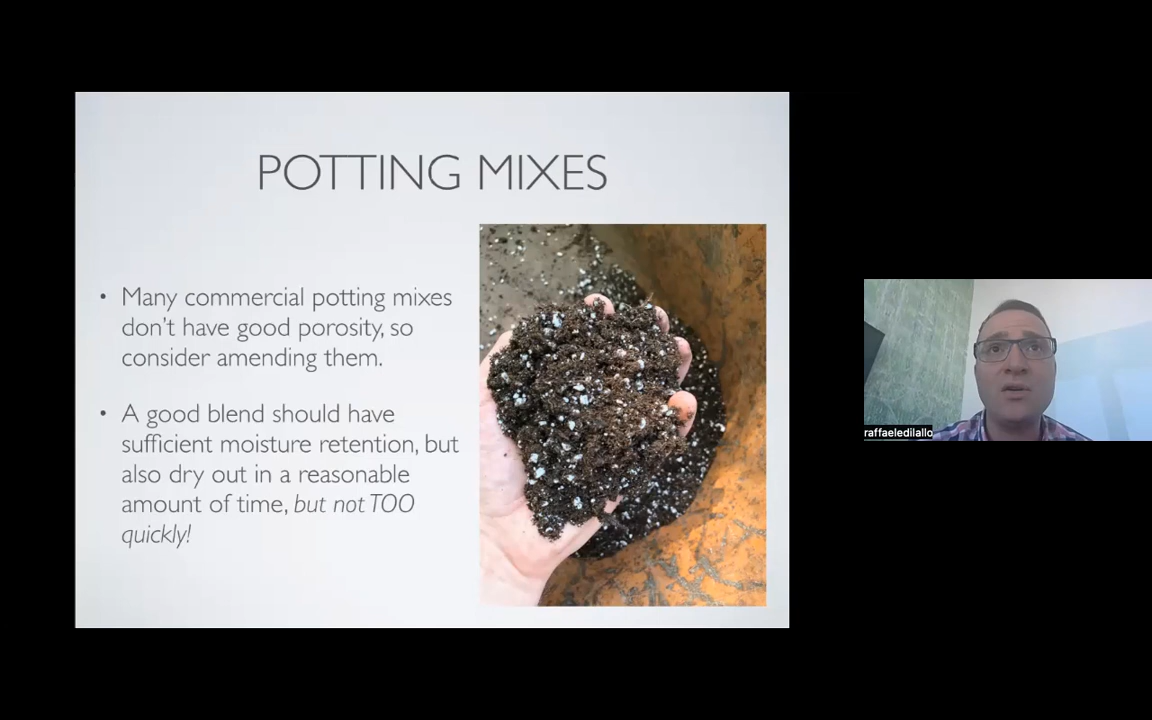 POTTING MIXES
• Many commercial potting mixes
don't have good porosity, so
consider amending them.
• A good blend should have
sufficient moisture retention, but
also dry out in a reasonable
amount of time, but not TOO
quickly!
raffaeledilallo